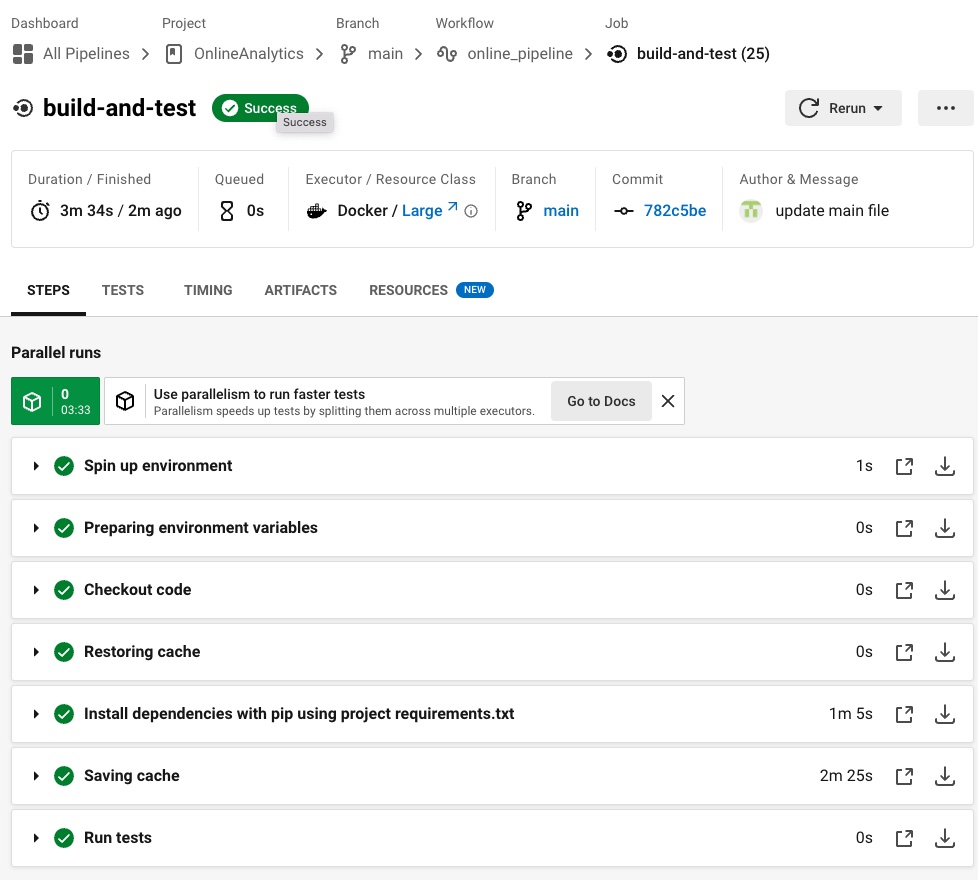 Dashboard Project Branch Workflow Job
All Pipelines OnlineAnalytics main online_pipeline build-and-test (25)
build-and-test Success Rerun
Success
Duration / Finished Queued Executor / Resource Class Branch Commit Author & Message
3m 34s / 2m ago 0s Docker / Large main 782c5be update main file
STEPS TESTS TIMING ARTIFACTS RESOURCES NEW
Parallel runs
0
03:33
Use parallelism to run faster tests
Parallelism speeds up tests by splitting them across multiple executors.
Go to Docs
Spin up environment 1s
Preparing environment variables 0s
Checkout code 0s
Restoring cache 0s
Install dependencies with pip using project requirements.txt 1m 5s
Saving cache 2m 25s
Run tests 0s